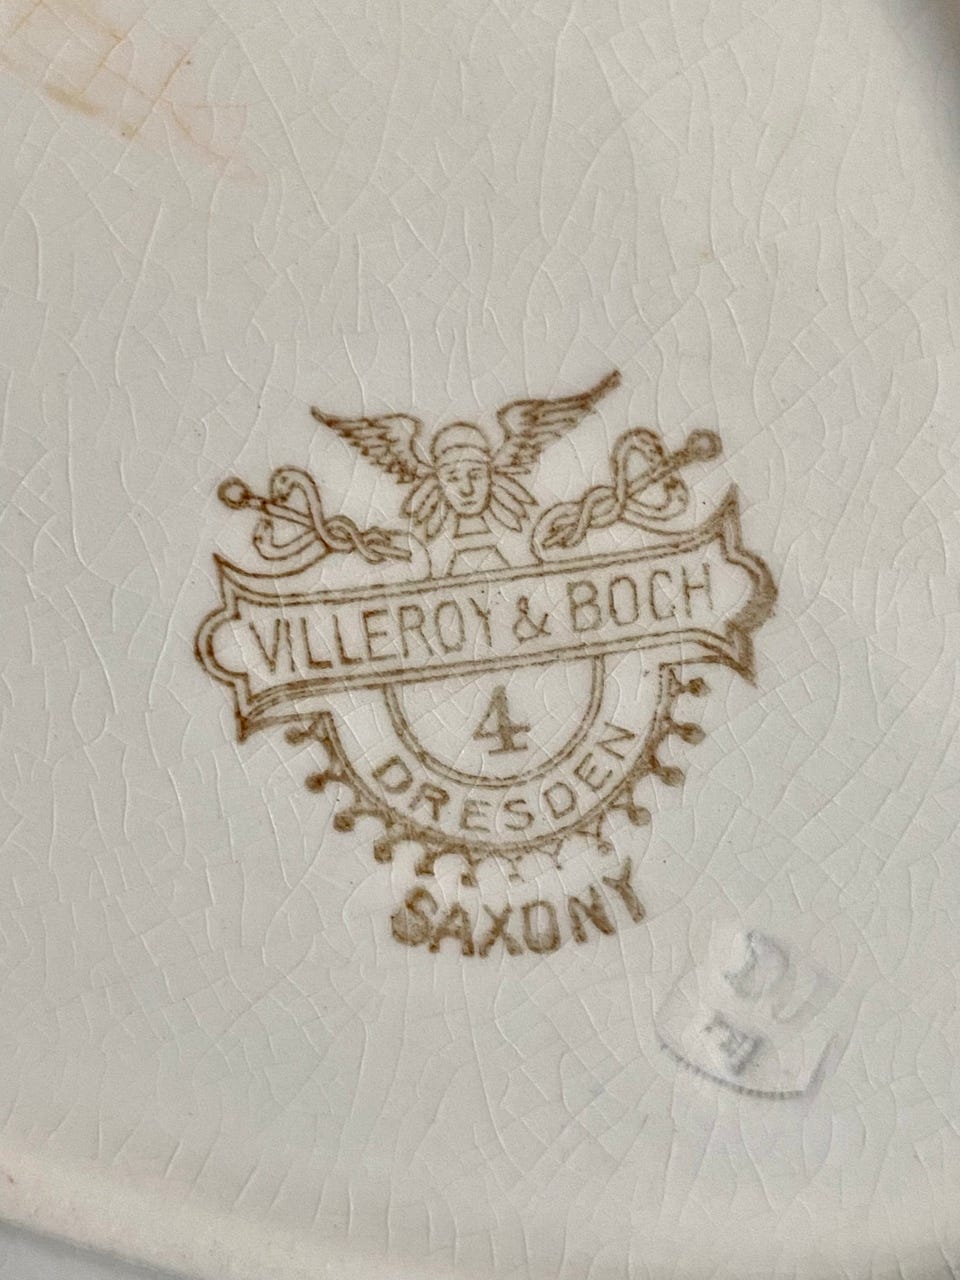 VILLEROY & BOCH
4
DRESDEN
SAXONY